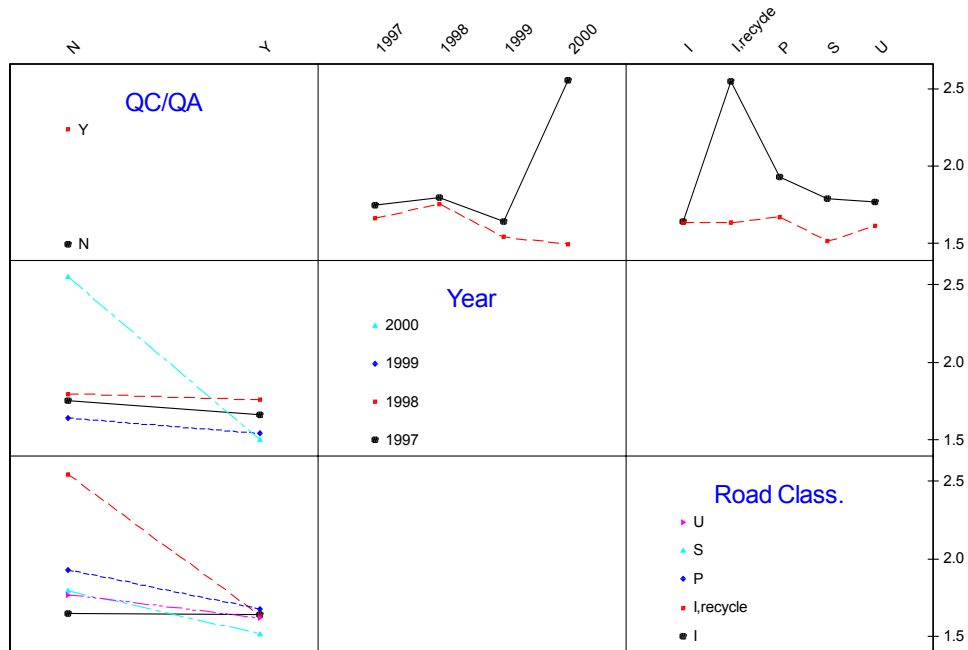 N Y 1997 1998 1999 2000 I I,recycle P S U
QC/QA
Y
N
2.5
2.0
1.5
Year
2000
1999
1998
1997
2.5
2.0
1.5
Road Class.
U
S
P
I,recycle
I
2.5
2.0
1.5